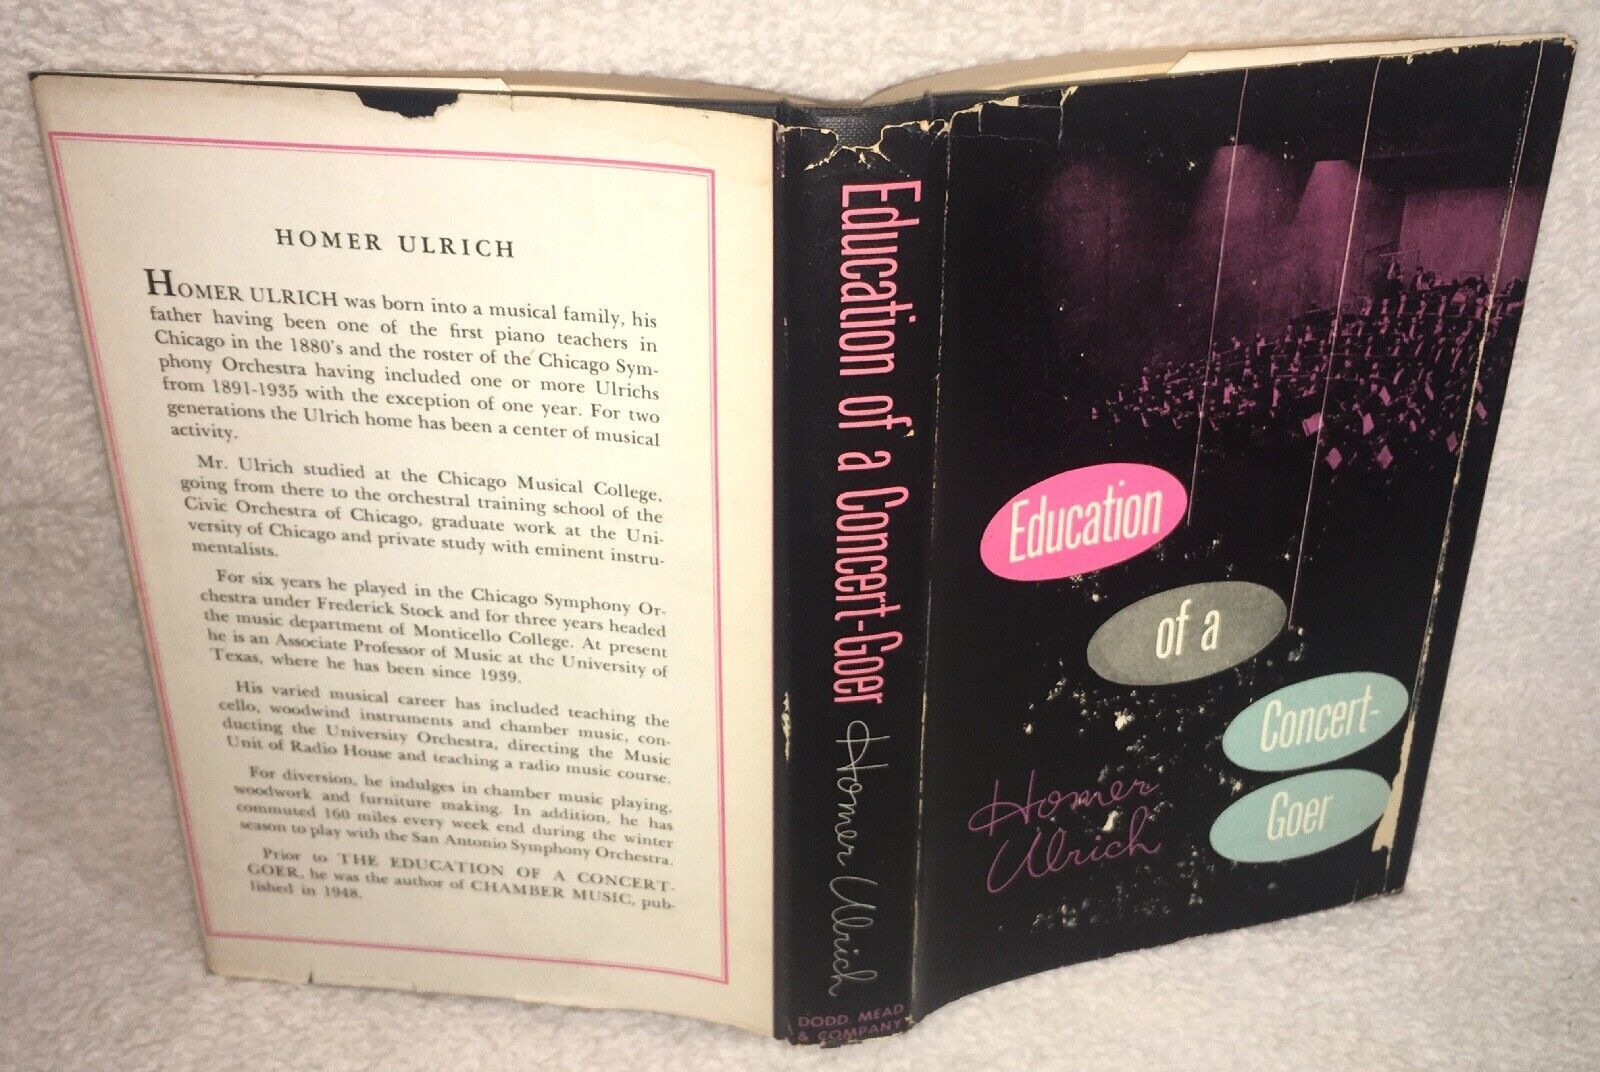 HOMER ULRICH
HOMER ULRICH was born into a musical family, his
father having been one of the first piano teachers in
Chicago in the 1880's and the roster of the Chicago Sym-
phony Orchestra having included one or more Ulrichs
from 1891-1935 with the exception of one year. For two
generations the Ulrich home has been a center of musical
activity.
Mr. Ulrich studied at the Chicago Musical College,
going from there to the orchestral training school of the
Civic Orchestra of Chicago, graduate work at the Uni-
versity of Chicago and private study with eminent instru-
mentalists.
For six years he played in the Chicago Symphony Or-
chestra under Frederick Stock and for three years headed
the music department of Monticello College. At present
he is an Associate Professor of Music at the University of
Texas, where he has been since 1939.
His varied musical career has included teaching the
cello, woodwind instruments and chamber music, con-
ducting the University Orchestra, directing the Music
Unit of Radio House and teaching a radio music course.
For diversion, he indulges in chamber music playing,
woodwork and furniture making. In addition, he has
commuted 160 miles every week end during the winter
season to play with the San Antonio Symphony Orchestra.
Prior to THE EDUCATION OF A CONCERT-
GOER, he was the author of CHAMBER MUSIC, pub-
lished in 1948.
Education of a Concert-Goer Homer Ulrich
DODD MEAD
& COMPANY
Education
of a
Concert-
Goer
Homer
Ulrich